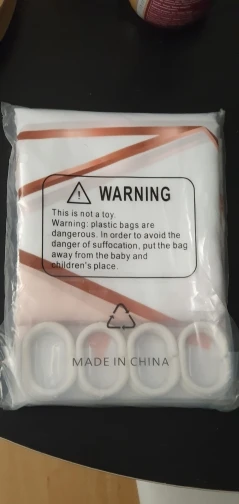 WARNING
This is not a toy.
Warning: plastic bags are
dangerous. In order to avoid the
danger of suffocation, put the bag
away from the baby and
children's place.
MADE IN CHINA